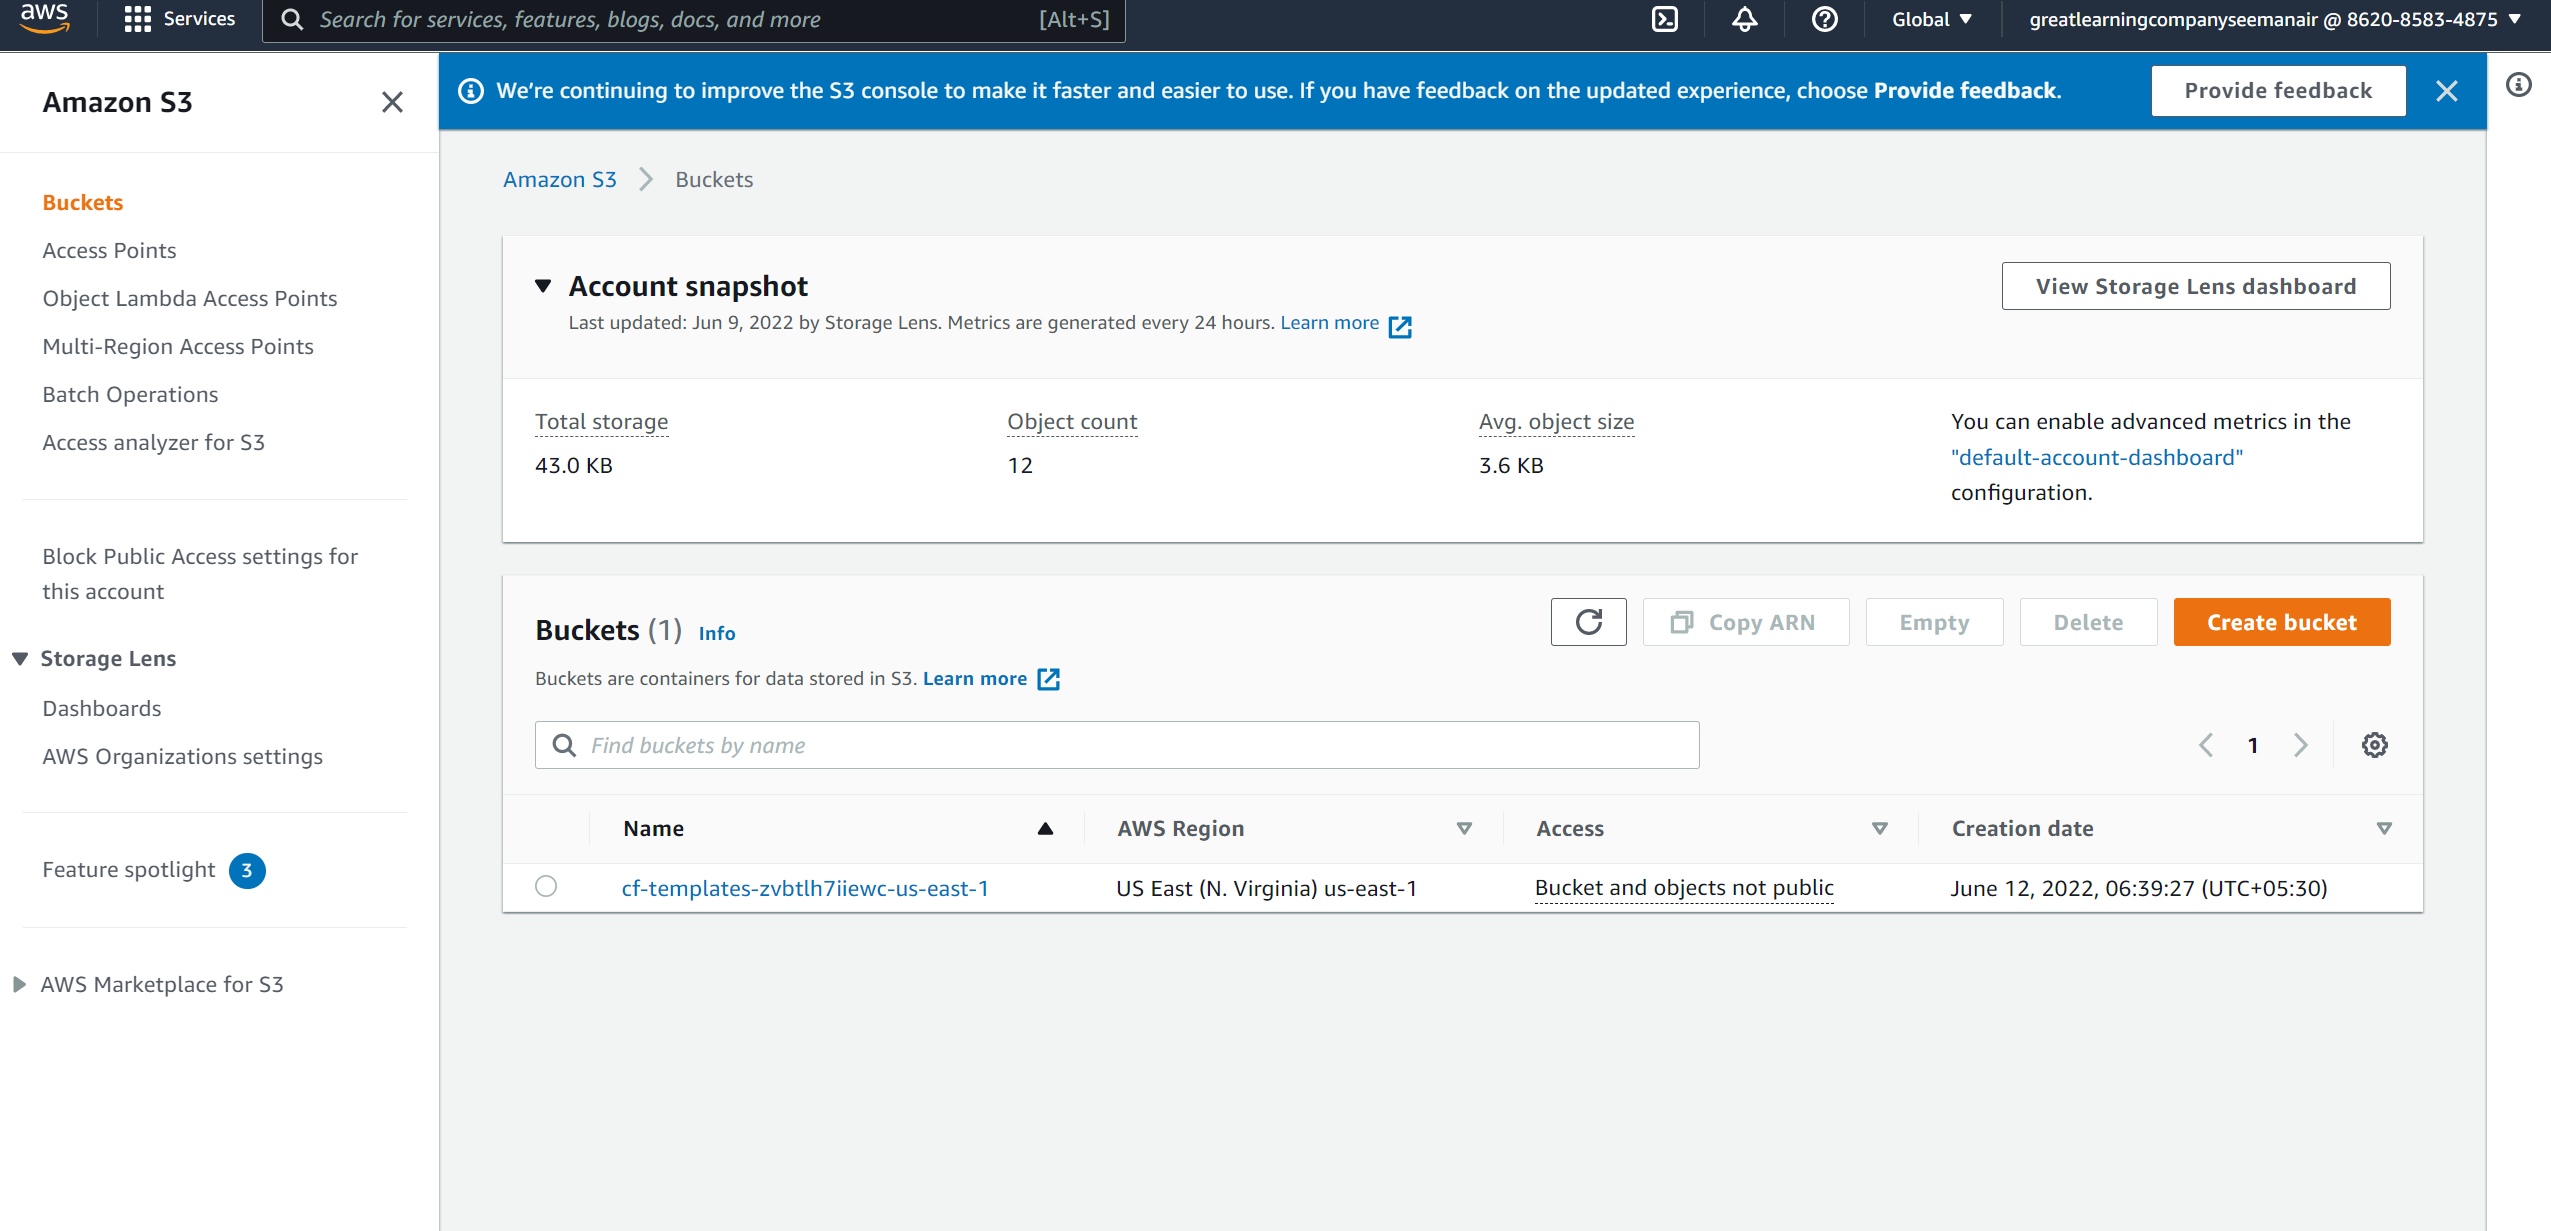 aws
Services
Search for services, features, blogs, docs, and more
[Alt+S]
Global
greatlearningcompanyseemanair @ 8620-8583-4875
Amazon S3
Buckets
Access Points
Object Lambda Access Points
Multi-Region Access Points
Batch Operations
Access analyzer for S3
Block Public Access settings for
this account
Storage Lens
Dashboards
AWS Organizations settings
Feature spotlight 3
AWS Marketplace for S3
We're continuing to improve the S3 console to make it faster and easier to use. If you have feedback on the updated experience, choose Provide feedback.
Provide feedback
Amazon S3 Buckets
Account snapshot
View Storage Lens dashboard
Last updated: Jun 9, 2022 by Storage Lens. Metrics are generated every 24 hours. Learn more
Total storage
43.0 KB
Object count
12
Avg. object size
3.6 KB
You can enable advanced metrics in the
"default-account-dashboard"
configuration.
Buckets (1) Info
Copy ARN
Empty
Delete
Create bucket
Buckets are containers for data stored in S3. Learn more
Find buckets by name
1
Name AWS Region Access Creation date
cf-templates-zvbtlh7iiewc-us-east-1 US East (N. Virginia) us-east-1 Bucket and objects not public June 12, 2022, 06:39:27 (UTC+05:30)